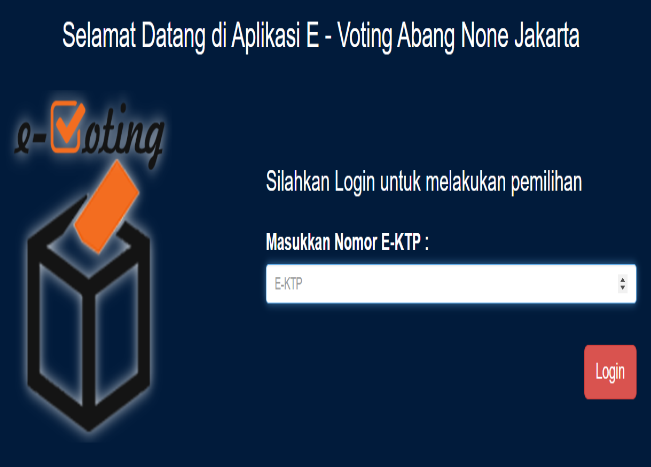 Selamat Datang di Aplikasi E - Voting Abang None Jakarta
e-Voting
Silahkan Login untuk melakukan pemilihan
Masukkan Nomor E-KTP :
E-KTP
Login